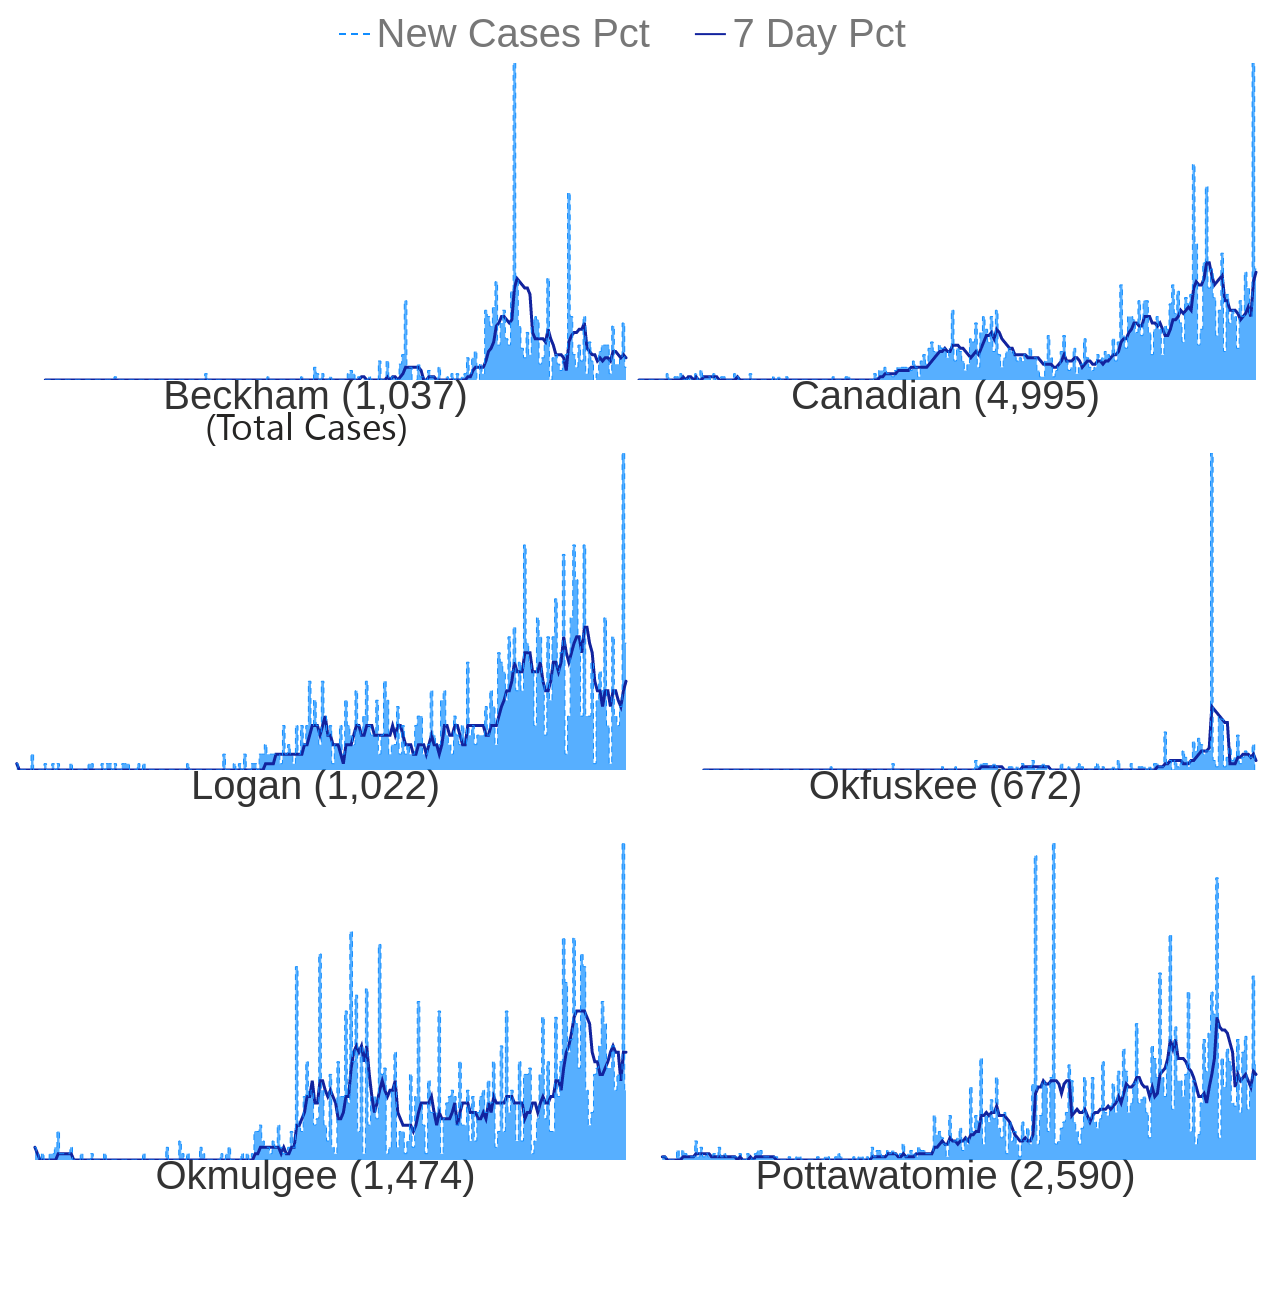 New Cases Pct 7 Day Pct
Beckham (1,037)
(Total Cases)
Canadian (4,995)
Logan (1,022)
Okfuskee (672)
Okmulgee (1,474)
Pottawatomie (2,590)